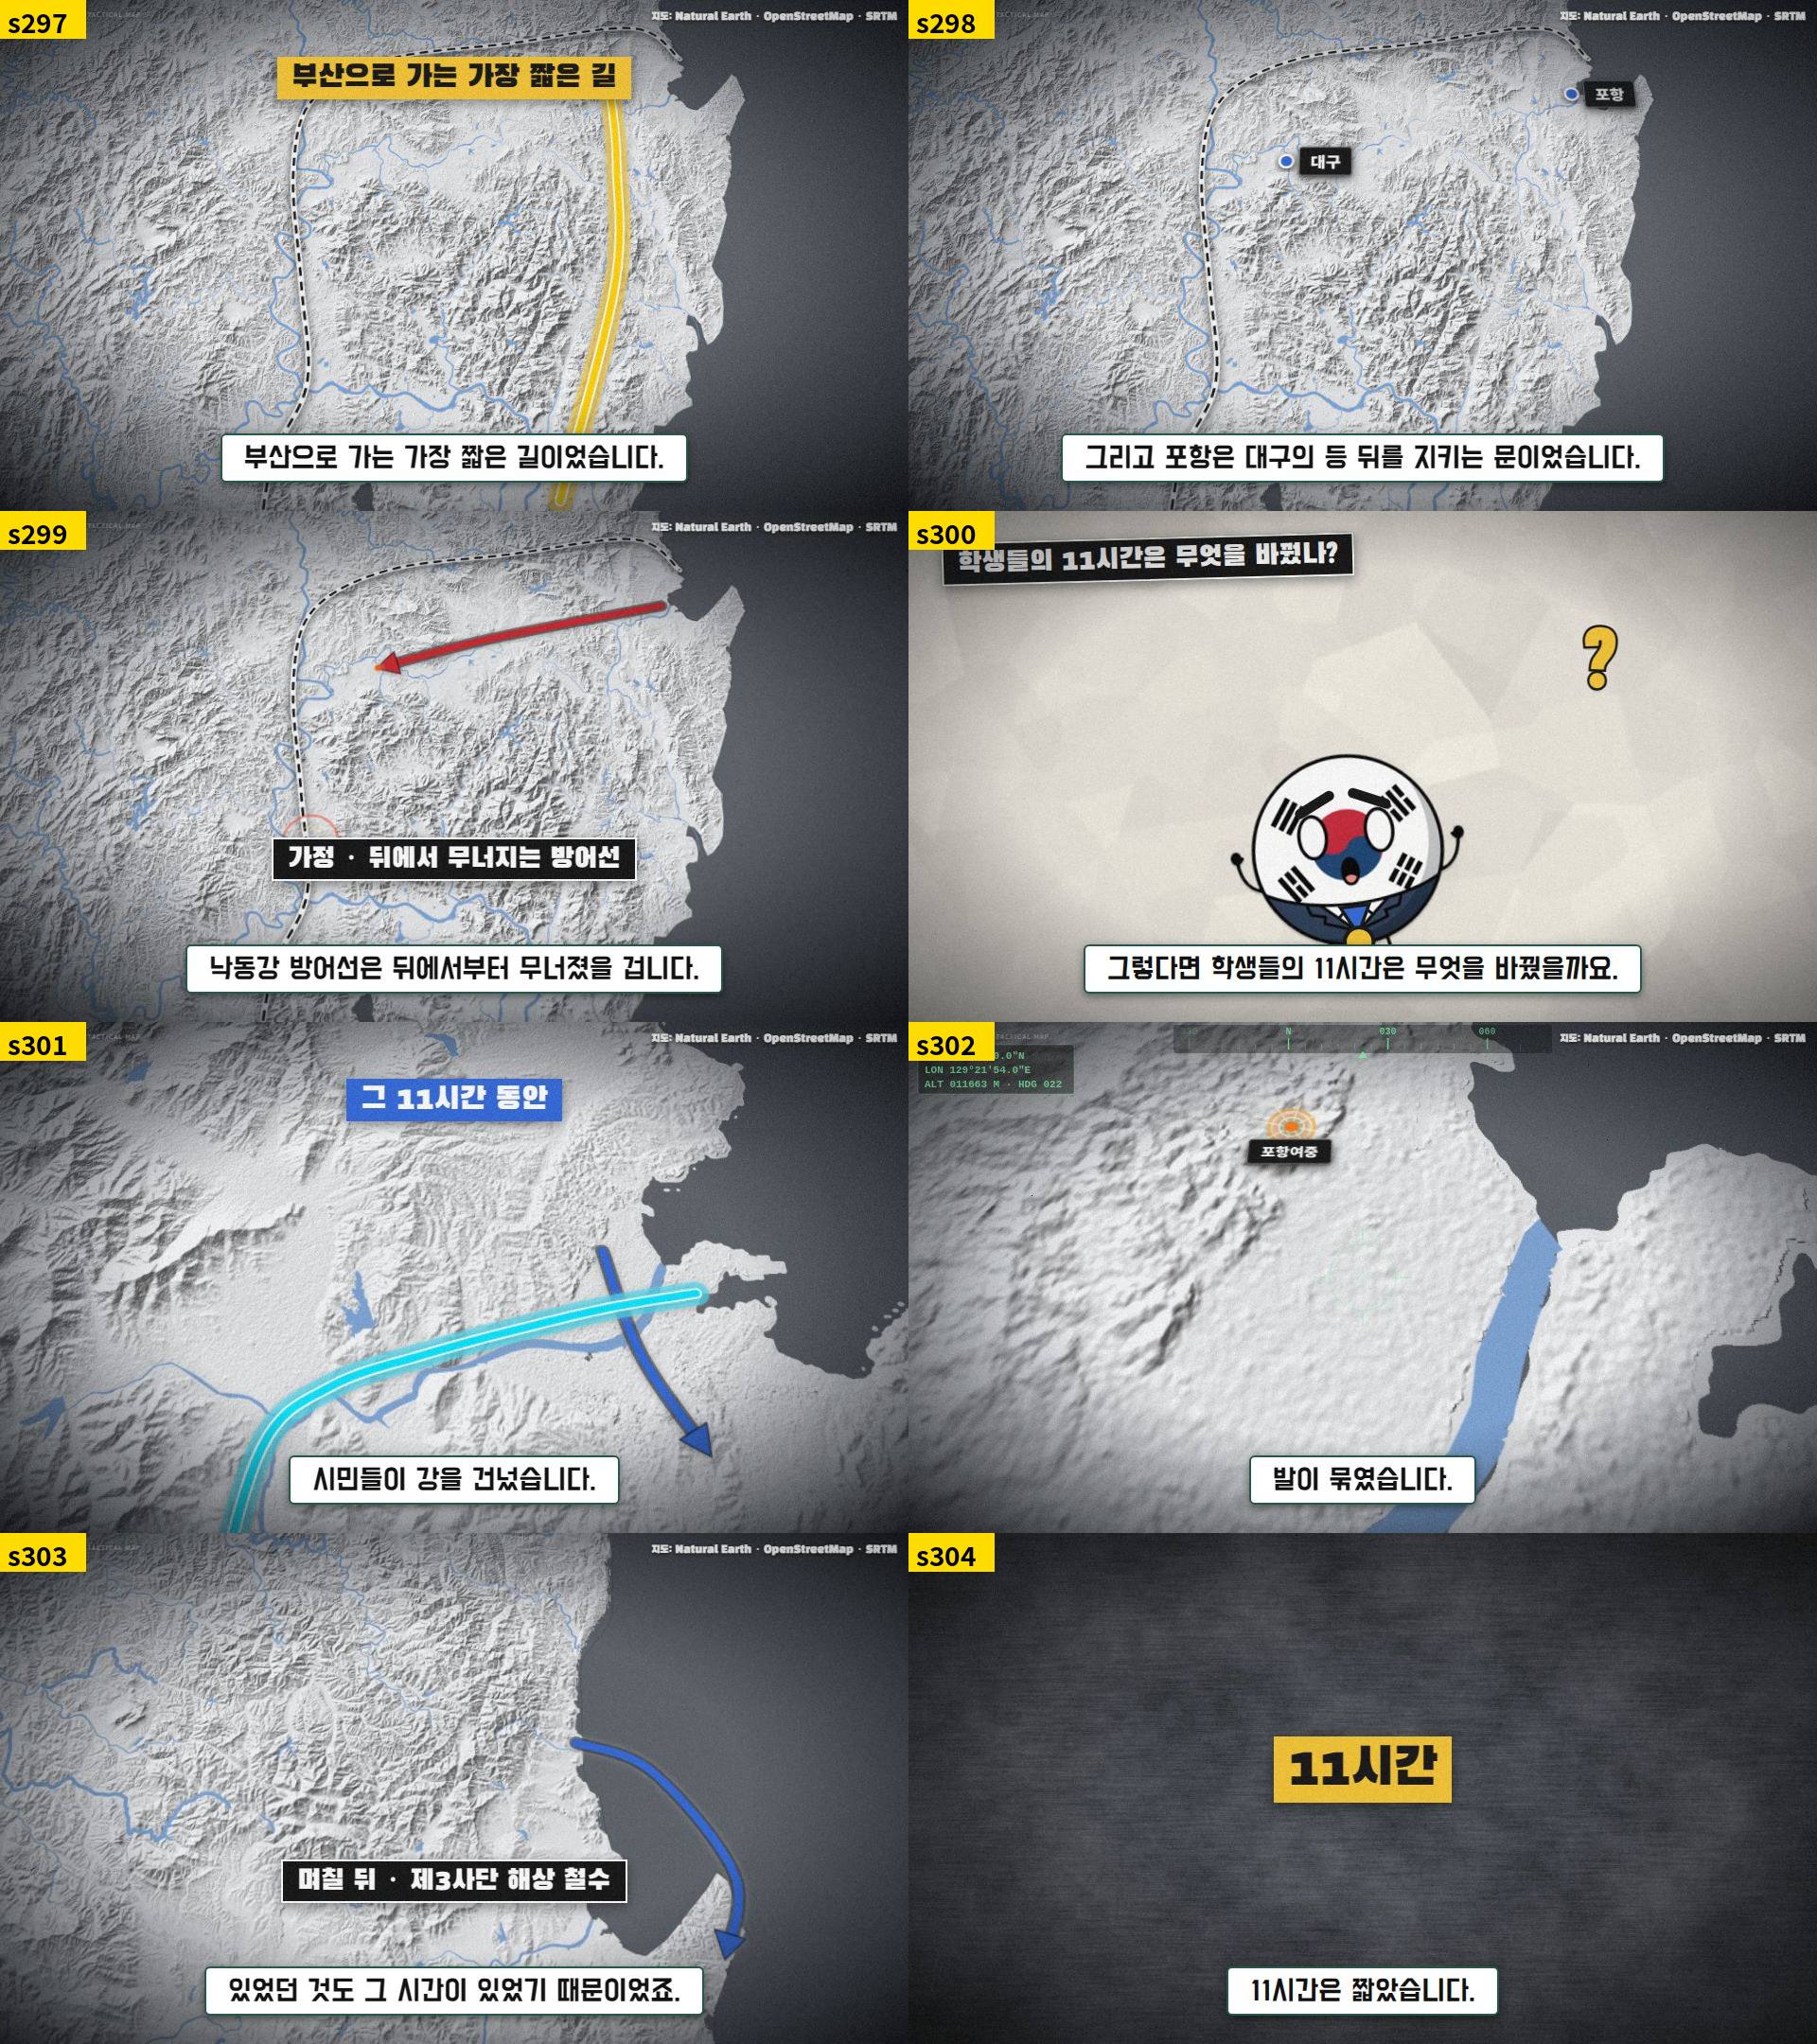 s297
지도: Natural Earth · OpenStreetMap · SRTM
부산으로 가는 가장 짧은 길
부산으로 가는 가장 짧은 길이었습니다.
s298
지도: Natural Earth · OpenStreetMap · SRTM
포항
대구
그리고 포항은 대구의 등 뒤를 지키는 문이었습니다.
s299
TACTICAL MAP
지도: Natural Earth · OpenStreetMap · SRTM
가정 · 뒤에서 무너지는 방어선
낙동강 방어선은 뒤에서부터 무너졌을 겁니다.
s300
학생들의 11시간은 무엇을 바꿨나?
?
그렇다면 학생들의 11시간은 무엇을 바꿨을까요.
s301
TACTICAL MAP
지도: Natural Earth · OpenStreetMap · SRTM
그 11시간 동안
시민들이 강을 건넜습니다.
s302
TACTICAL MAP
N 030 060
지도: Natural Earth · OpenStreetMap · SRTM
0.0"N
LON 129°21'54.0"E
ALT 011663 M · HDG 022
포항여중
발이 묶였습니다.
s303
TACTICAL MAP
지도: Natural Earth · OpenStreetMap · SRTM
며칠 뒤 · 제3사단 해상 철수
있었던 것도 그 시간이 있었기 때문이었죠.
s304
11시간
11시간은 짧았습니다.